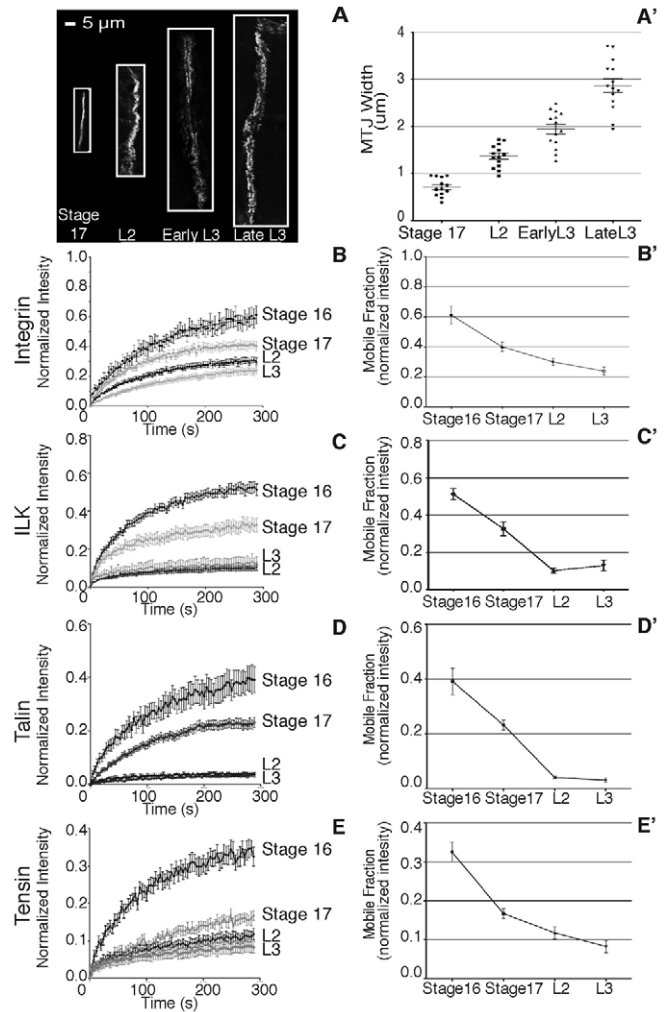 A
5 µm
Stage
17
L2
Early L3
Late L3
A'
MTJ Width
(um)
4
3
2
1
0
Stage 17
L2
EarlyL3
LateL3
B
Integrin
Normalized Intesity
1.0
0.8
0.6
0.4
0.2
0.0
Stage 16
Stage 17
L2
L3
100
200
300
Time (s)
B'
Mobile Fraction
(normalized intesity)
1.0
0.8
0.6
0.4
0.2
0.0
Stage16
Stage17
L2
L3
C
ILK
Normalized Intensity
0.8
0.6
0.4
0.2
0.0
Stage 16
Stage 17
L3
L2
100
200
300
Time (s)
C'
Mobile Fraction
(normalized intesity)
0.8
0.6
0.4
0.2
0.0
Stage16
Stage17
L2
L3
D
Talin
Normalized Intensity
0.6
0.4
0.2
0.0
Stage 16
Stage 17
L2
L3
0
100
200
300
Time (s)
D'
Mobile Fraction
(normalized intesity)
0.6
0.4
0.2
0.0
Stage16
Stage17
L2
L3
E
Tensin
Normalized Intensity
0.4
0.3
0.2
0.1
0.0
Stage 16
Stage 17
L2
L3
0
100
200
300
Time (s)
E'
Mobile Fraction
(normalized intesity)
0.4
0.3
0.2
0.1
0.0
Stage16
Stage17
L2
L3